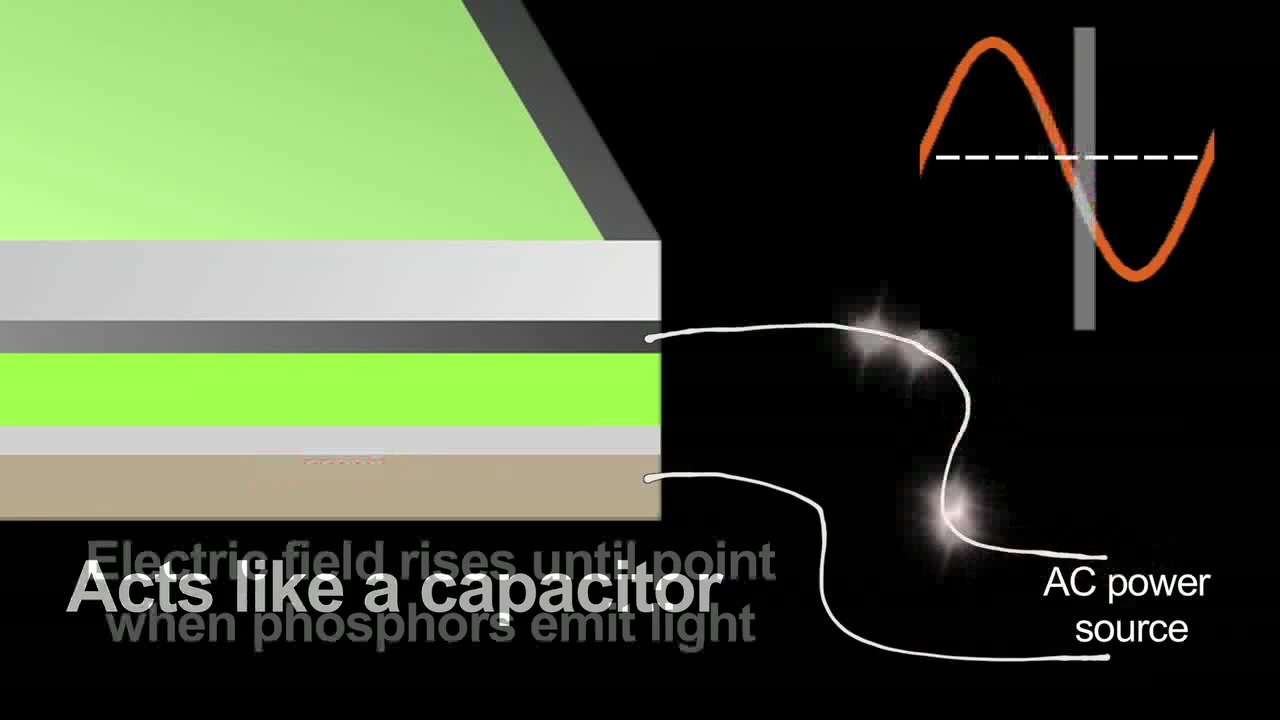 Electric field rises until point
Acts like a capacitor
when phosphors emit light
AC power
source